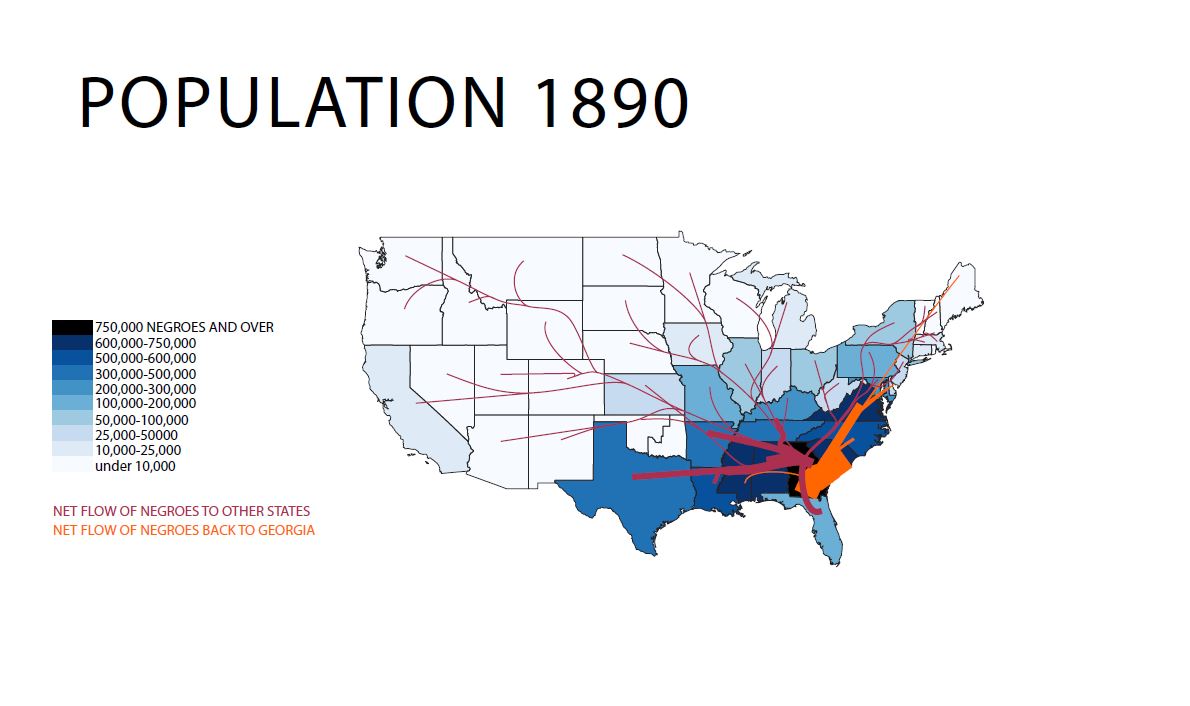 POPULATION 1890
750,000 NEGROES AND OVER
600,000-750,000
500,000-600,000
300,000-500,000
200,000-300,000
100,000-200,000
50,000-100,000
25,000-50000
10,000-25,000
under 10,000
NET FLOW OF NEGROES TO OTHER STATES
NET FLOW OF NEGROES BACK TO GEORGIA